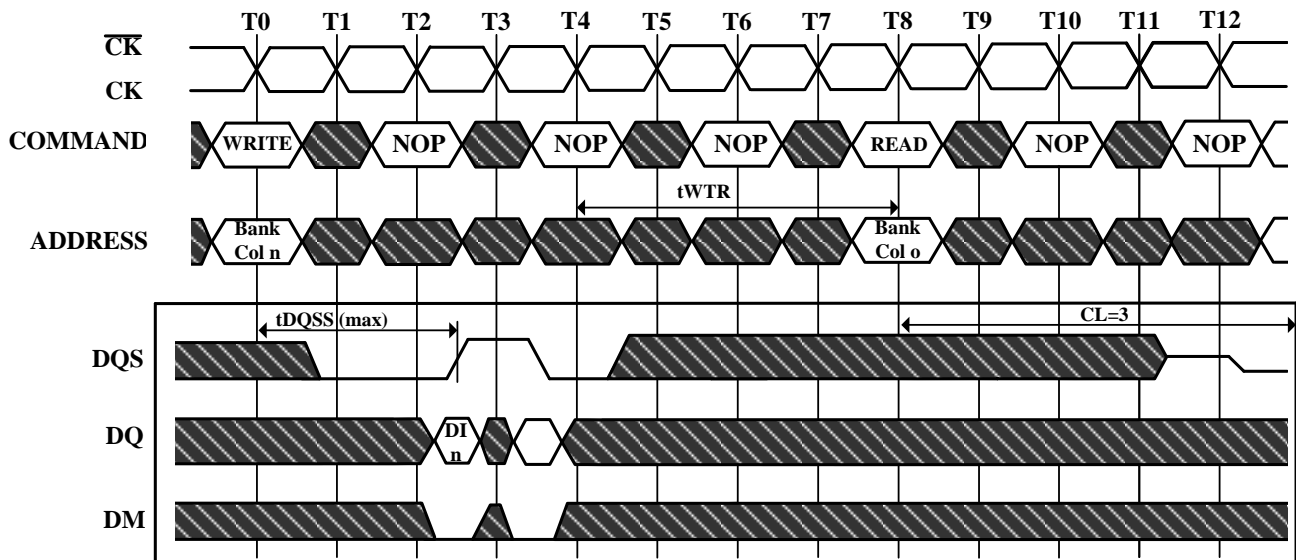 T0 T1 T2 T3 T4 T5 T6 T7 T8 T9 T10 T11 T12
CK
CK
COMMAND WRITE NOP NOP NOP READ NOP NOP
tWTR
ADDRESS Bank Col n Bank Col o
tDQSS (max) CL=3
DQS
DQ DI n
DM